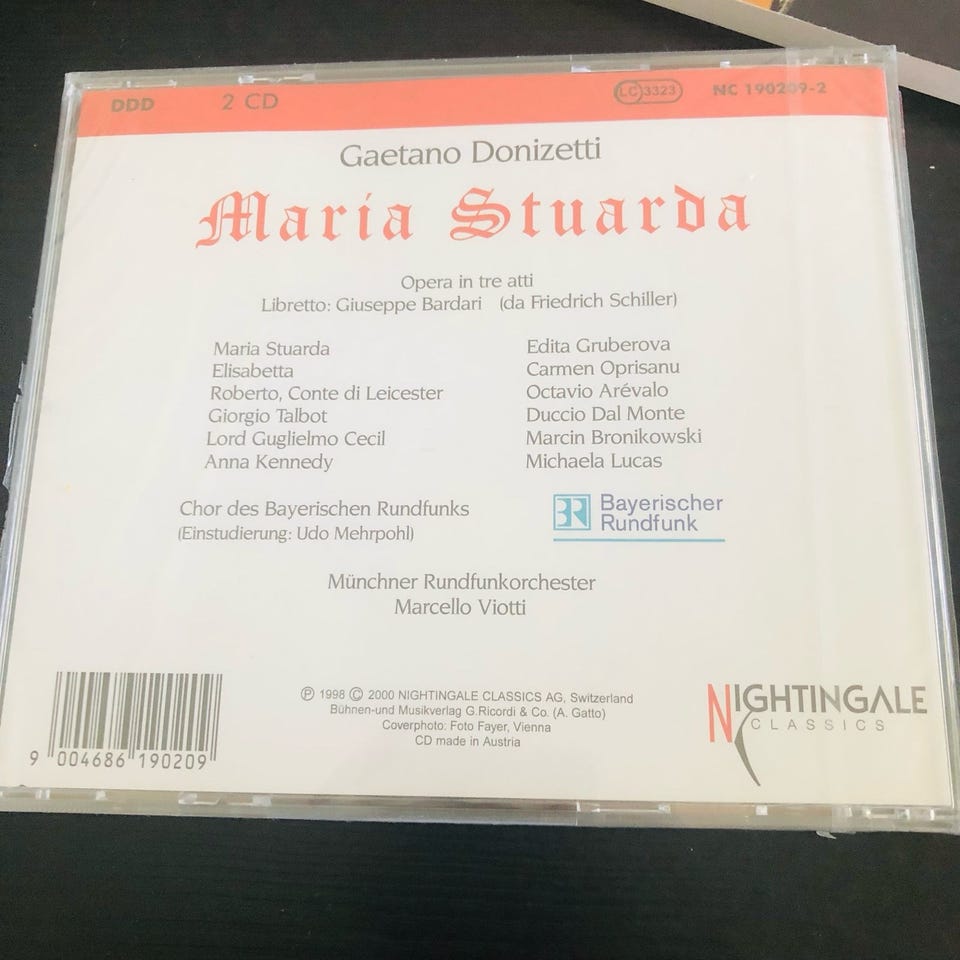 DDD 2 CD LC 3323 NC 190209-2
Gaetano Donizetti
Maria Stuarda
Opera in tre atti
Libretto: Giuseppe Bardari (da Friedrich Schiller)
Maria Stuarda Edita Gruberova
Elisabetta Carmen Oprisanu
Roberto, Conte di Leicester Octavio Arévalo
Giorgio Talbot Duccio Dal Monte
Lord Guglielmo Cecil Marcin Bronikowski
Anna Kennedy Michaela Lucas
Chor des Bayerischen Rundfunks
(Einstudierung: Udo Mehrpohl)
BR Bayerischer
Rundfunk
Münchner Rundfunkorchester
Marcello Viotti
℗ 1998 © 2000 NIGHTINGALE CLASSICS AG, Switzerland
Bühnen-und Musikverlag G.Ricordi & Co. (A. Gatto)
Coverphoto: Foto Fayer, Vienna
CD made in Austria
9 004686 190209
NIGHTINGALE
CLASSICS